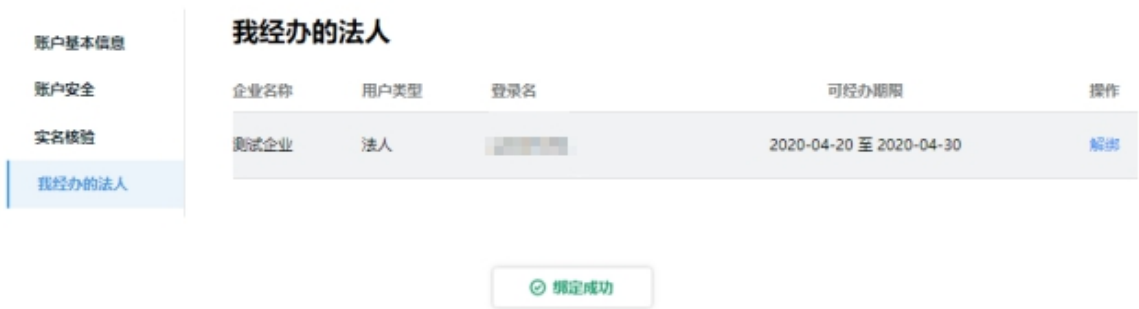 我经办的法人
账户基本信息
账户安全
实名核验
我经办的法人
企业名称 用户类型 登录名 可经办期限 操作
测试企业 法人 2020-04-20 至 2020-04-30 解绑
绑定成功